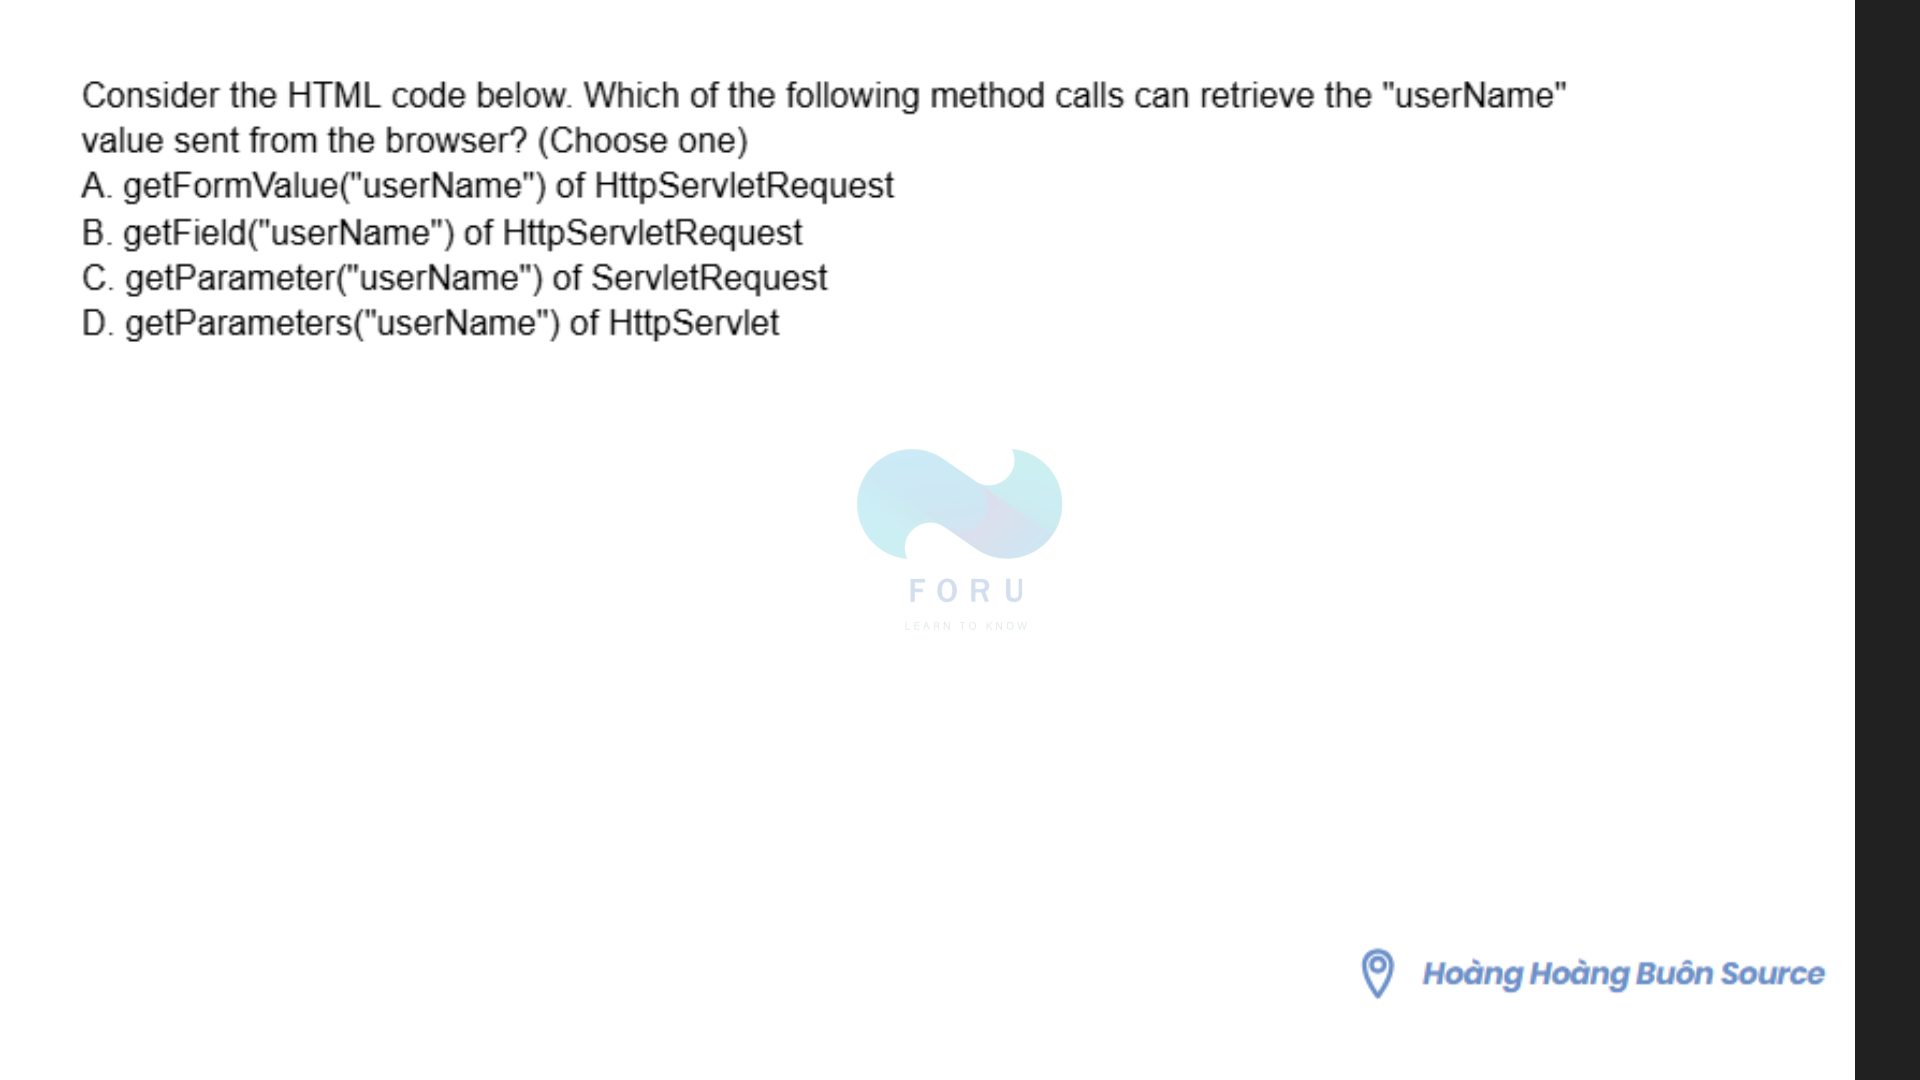 Consider the HTML code below. Which of the following method calls can retrieve the "userName"
value sent from the browser? (Choose one)
A. getFormValue("userName") of HttpServletRequest
B. getField("userName") of HttpServletRequest
C. getParameter("userName") of ServletRequest
D. getParameters("userName") of HttpServlet
FORU
LEARN TO KNOW
Hoàng Hoàng Buôn Source